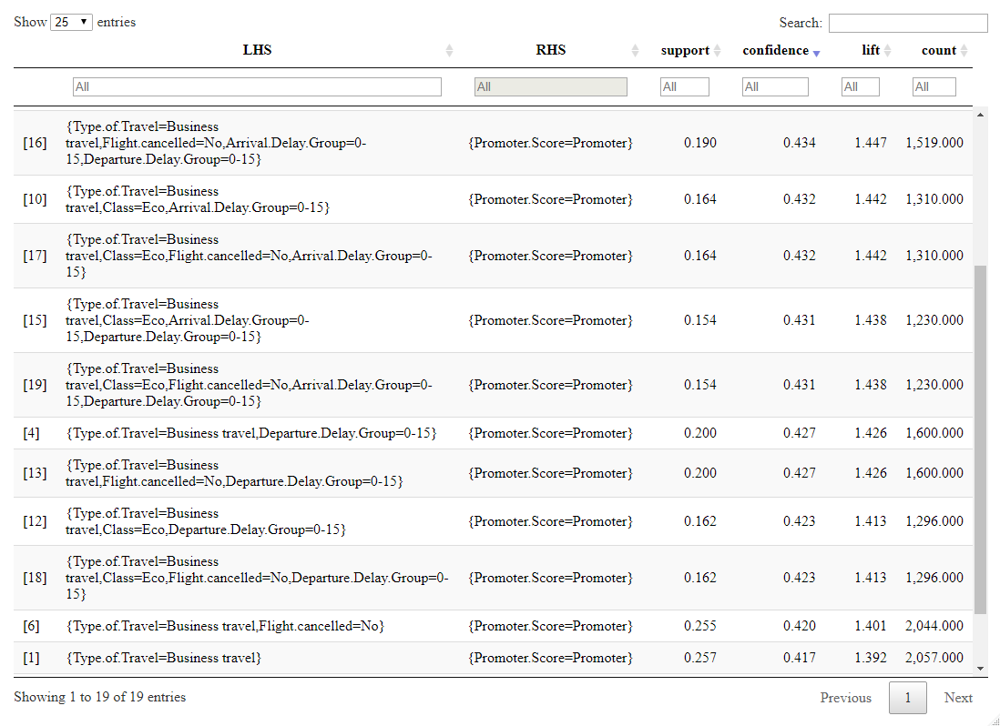 Show 25 entries Search:
LHS RHS support confidence lift count
All All All All All All
{Type.of.Travel=Business
[16] travel,Flight.cancelled=No,Arrival.Delay.Group=0- {Promoter.Score=Promoter} 0.190 0.434 1.447 1,519.000
15,Departure.Delay.Group=0-15}
{Type.of.Travel=Business
[10] {Promoter.Score=Promoter} 0.164 0.432 1.442 1,310.000
travel,Class=Eco,Arrival.Delay.Group=0-15}
{Type.of.Travel=Business
[17] travel,Class=Eco,Flight.cancelled=No,Arrival.Delay.Group=0- {Promoter.Score=Promoter} 0.164 0.432 1.442 1,310.000
15}
{Type.of.Travel=Business
[15] travel,Class=Eco,Arrival.Delay.Group=0- {Promoter.Score=Promoter} 0.154 0.431 1.438 1,230.000
15,Departure.Delay.Group=0-15}
{Type.of.Travel=Business
[19] travel,Class=Eco,Flight.cancelled=No,Arrival.Delay.Group=0- {Promoter.Score=Promoter} 0.154 0.431 1.438 1,230.000
15,Departure.Delay.Group=0-15}
[4] {Type.of.Travel=Business travel,Departure.Delay.Group=0-15} {Promoter.Score=Promoter} 0.200 0.427 1.426 1,600.000
{Type.of.Travel=Business
[13] {Promoter.Score=Promoter} 0.200 0.427 1.426 1,600.000
travel,Flight.cancelled=No,Departure.Delay.Group=0-15}
{Type.of.Travel=Business
[12] {Promoter.Score=Promoter} 0.162 0.423 1.413 1,296.000
travel,Class=Eco,Departure.Delay.Group=0-15}
{Type.of.Travel=Business
[18] travel,Class=Eco,Flight.cancelled=No,Departure.Delay.Group=0- {Promoter.Score=Promoter} 0.162 0.423 1.413 1,296.000
15}
[6] {Type.of.Travel=Business travel,Flight.cancelled=No} {Promoter.Score=Promoter} 0.255 0.420 1.401 2,044.000
[1] {Type.of.Travel=Business travel} {Promoter.Score=Promoter} 0.257 0.417 1.392 2,057.000
Showing 1 to 19 of 19 entries Previous 1 Next